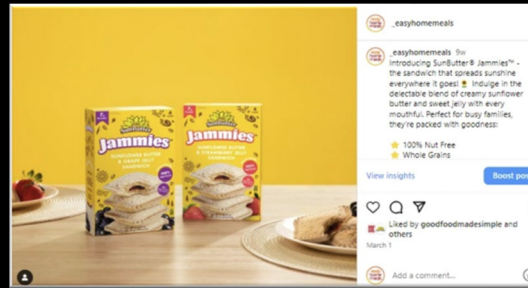 _easyhomemeals
_easyhomemeals 9w
Introducing SunButter® Jammies™ -
the sandwich that spreads sunshine
everywhere it goes! Indulge in the
delectable blend of creamy sunflower
butter and sweet jelly with every
mouthful. Perfect for busy families,
they're packed with goodness:
100% Nut Free
Whole Grains
View insights
Boost pos
Liked by goodfoodmadesimple and
others
March 1
Add a comment...
SunButter
Jammies
SUNFLOWER BUTTER
& GRAPE JELLY
SANDWICH
SunButter
Jammies
SUNFLOWER BUTTER
& STRAWBERRY JELLY
SANDWICH